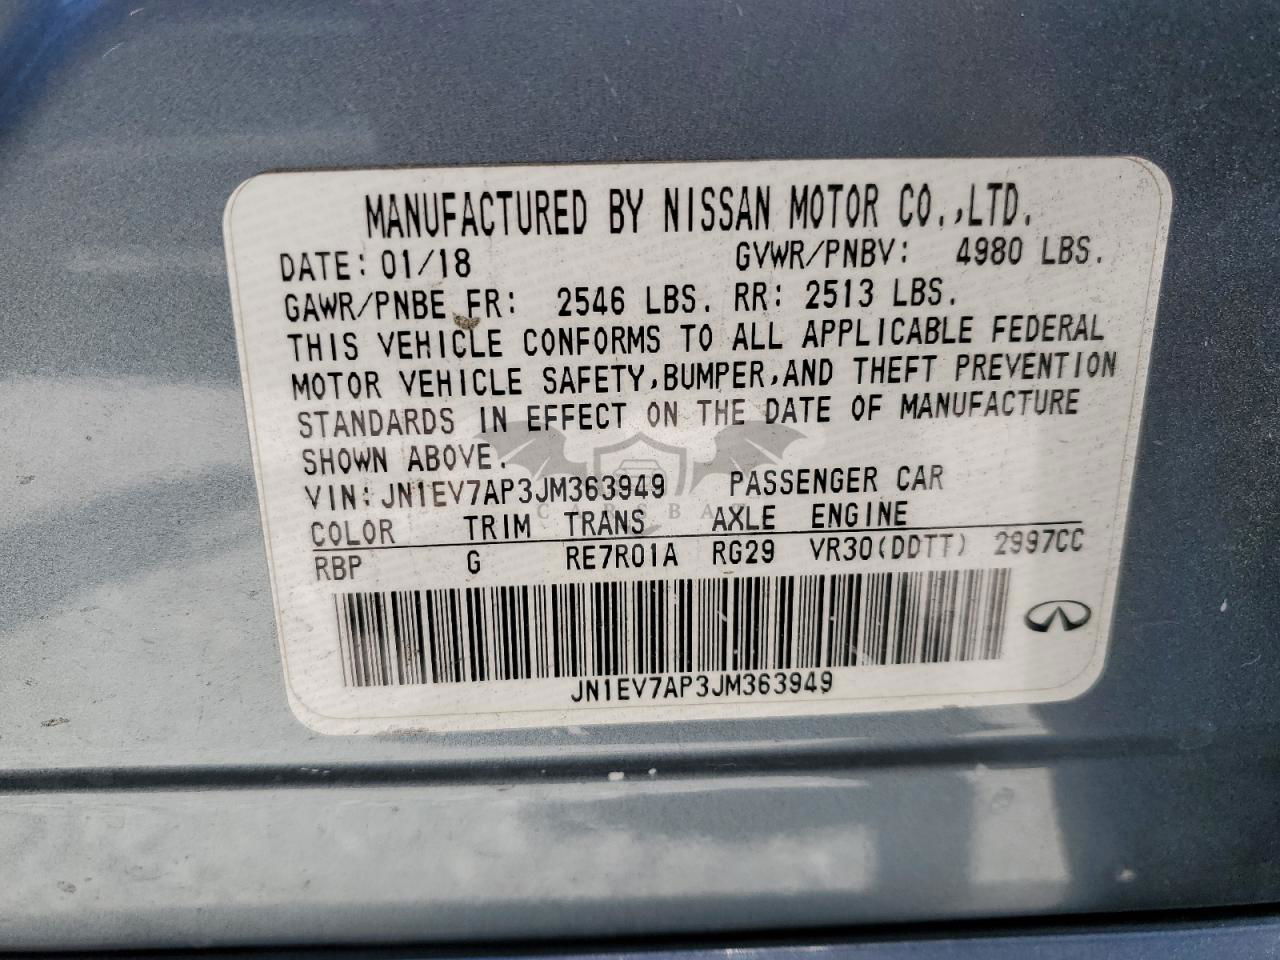 MANUFACTURED BY NISSAN MOTOR CO.,LTD.
DATE: 01/18 GVWR/PNBV: 4980 LBS.
GAWR/PNBE FR: 2546 LBS. RR: 2513 LBS.
THIS VEHICLE CONFORMS TO ALL APPLICABLE FEDERAL
MOTOR VEHICLE SAFETY,BUMPER,AND THEFT PREVENTION
STANDARDS IN EFFECT ON THE DATE OF MANUFACTURE
SHOWN ABOVE.
VIN: JN1EV7AP3JM363949 PASSENGER CAR
COLOR TRIM TRANS AXLE ENGINE
RBP G RE7R01A RG29 VR30(DDTT) 2997CC
JN1EV7AP3JM363949